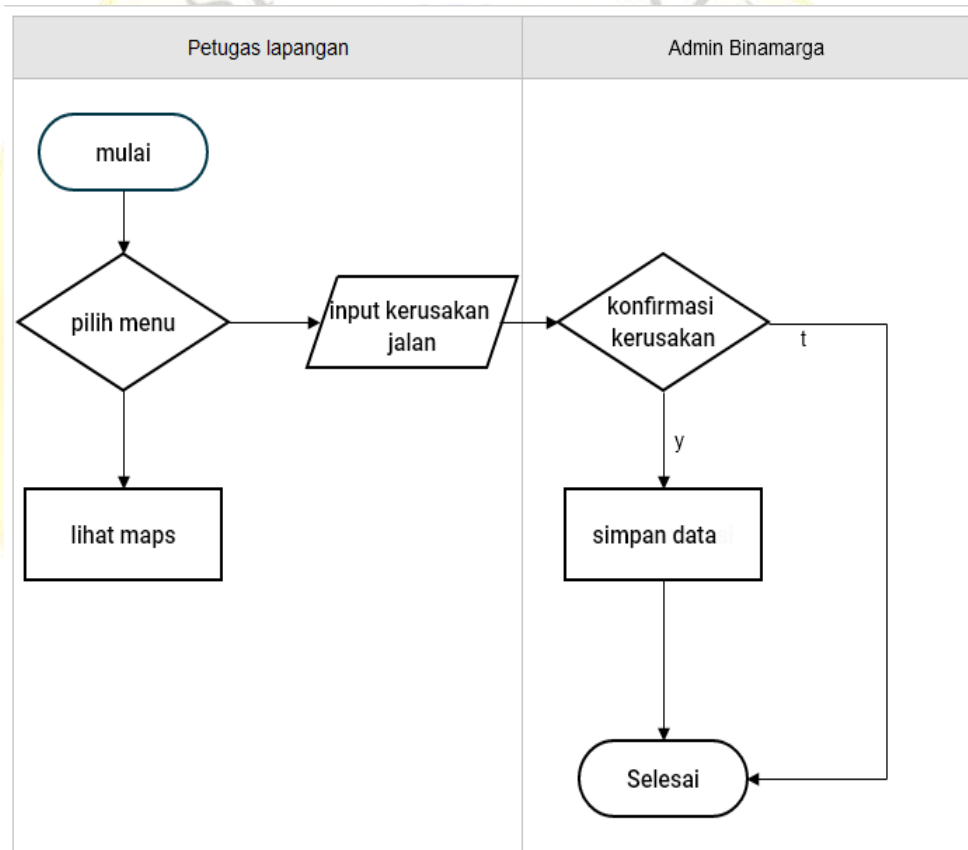 Petugas lapangan
Admin Binamarga
mulai
pilih menu
input kerusakan
jalan
konfirmasi
kerusakan
t
y
lihat maps
simpan data
Selesai